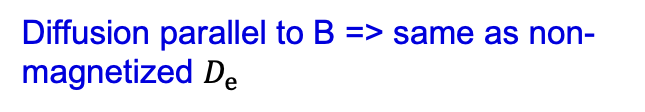 Diffusion parallel to B => same as non-
magnetized Dₑ